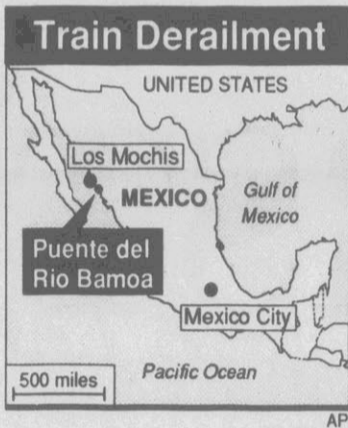 Train Derailment
UNITED STATES
Los Mochis
MEXICO
Gulf of
Mexico
Puente del
Rio Bamoa
Mexico City
Pacific Ocean
500 miles
AP